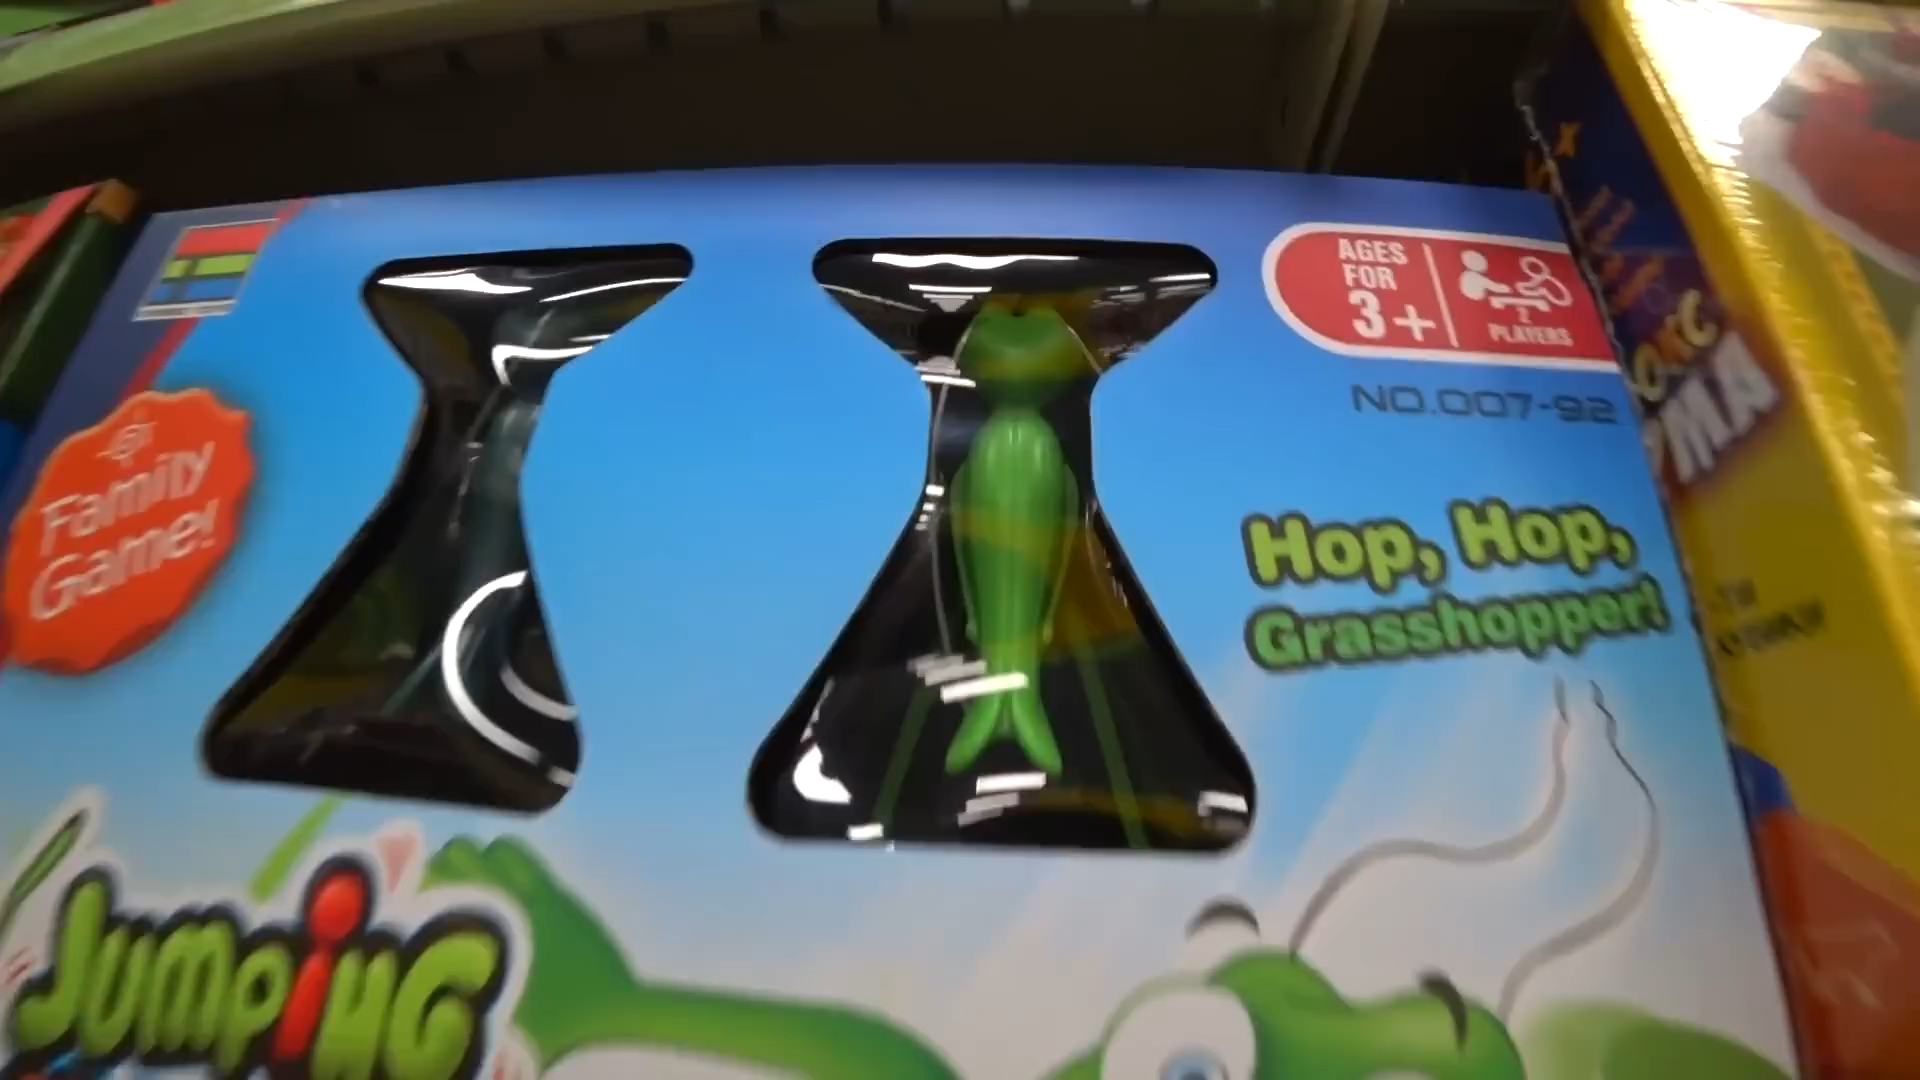 AGES
FOR
3+
2
PLAYERS
NO.007-92
Family
Game!
Hop, Hop,
Grasshopper!
JUMPING